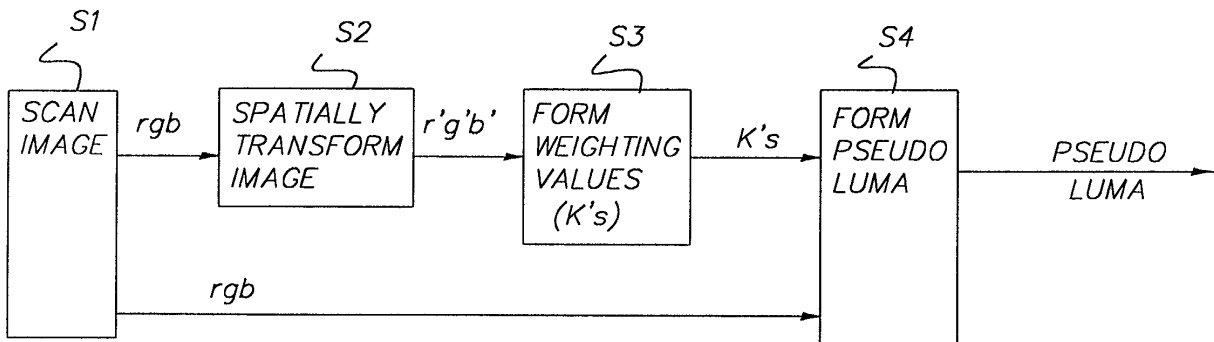 S1
S2
S3
S4
SCAN
IMAGE
rgb
SPATIALLY
TRANSFORM
IMAGE
r'g'b'
FORM
WEIGHTING
VALUES
(K's)
K's
FORM
PSEUDO
LUMA
PSEUDO
LUMA
rgb